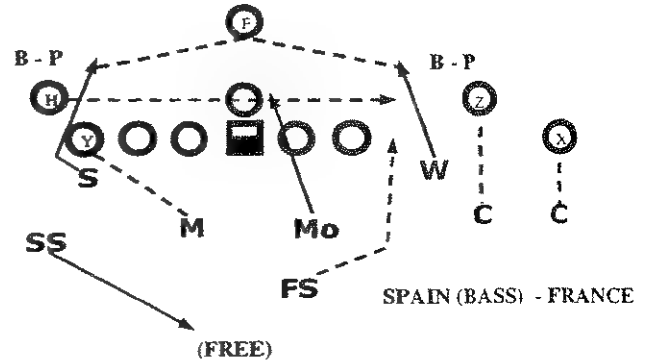 F
B - P
B - P
H
Z
Y
X
S
W
M
Mo
C
C
SS
FS
SPAIN (BASS) - FRANCE
(FREE)